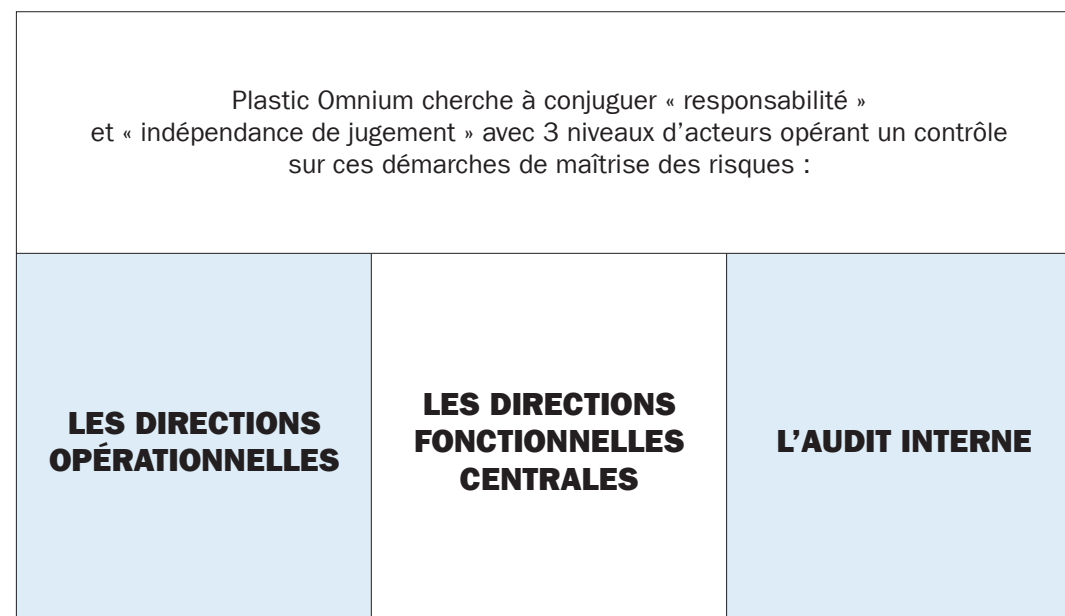 Plastic Omnium cherche à conjuguer « responsabilité »
et « indépendance de jugement » avec 3 niveaux d’acteurs opérant un contrôle
sur ces démarches de maîtrise des risques :
LES DIRECTIONS
OPÉRATIONNELLES
LES DIRECTIONS
FONCTIONNELLES
CENTRALES
L’AUDIT INTERNE